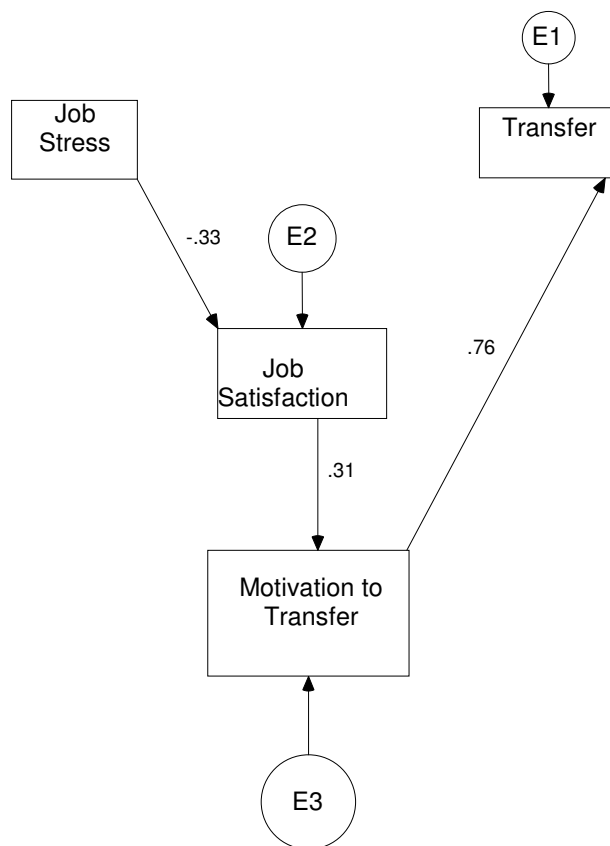 E1
Job
Stress
Transfer
-.33
E2
.76
Job
Satisfaction
.31
Motivation to
Transfer
E3